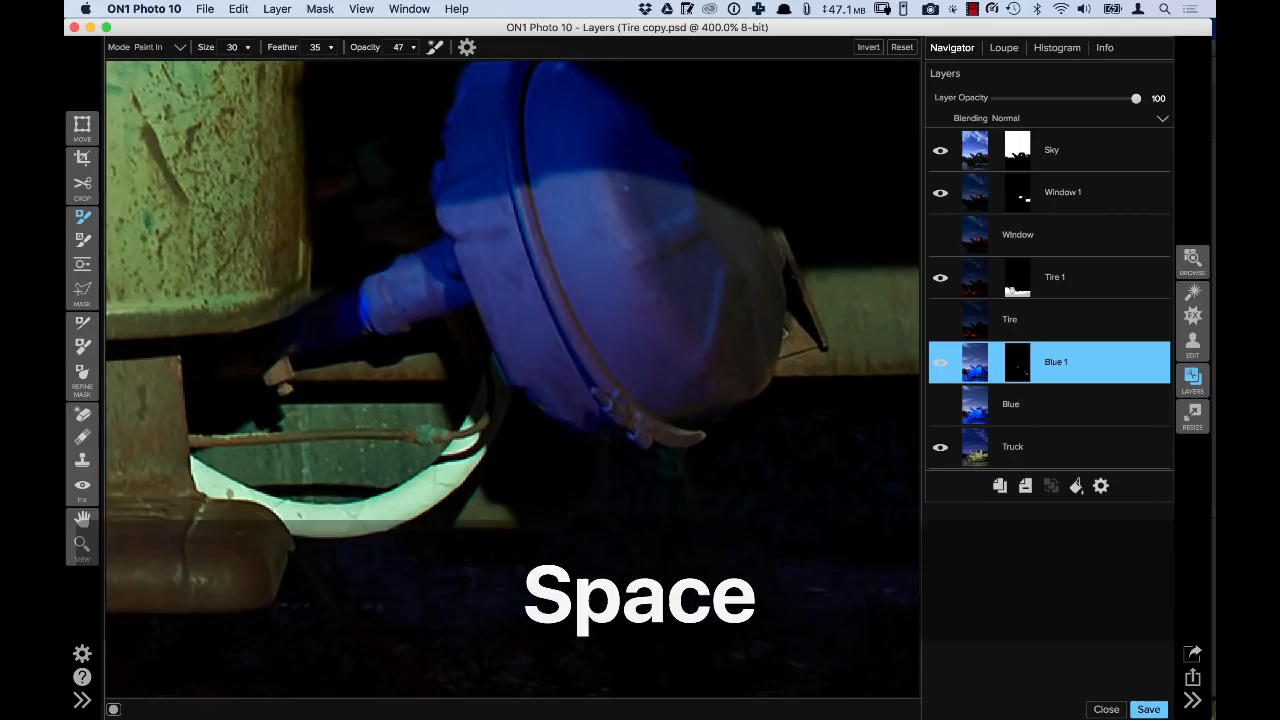 ON1 Photo 10 File Edit Layer Mask Select View Window Help 47.1MB
ON1 Photo 10 - Layers (Tire copy.psd @ 400.0% 8-bit)
Mode Paint In Size 30 Feather 35 Opacity 47 Invert Reset
Navigator Loupe Histogram Info
Layers
Layer Opacity 100
Blending Normal
Sky
Window 1
Window
Tire 1
Tire
Blue 1
Blue
Truck
MOVE
CROP
MASK
REFINE
MASK
FIX
VIEW
BROWSE
FX
EDIT
LAYERS
RESIZE
Space
Close Save